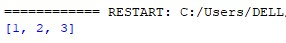 ============ RESTART: C:/Users/DELL/
[1, 2, 3]